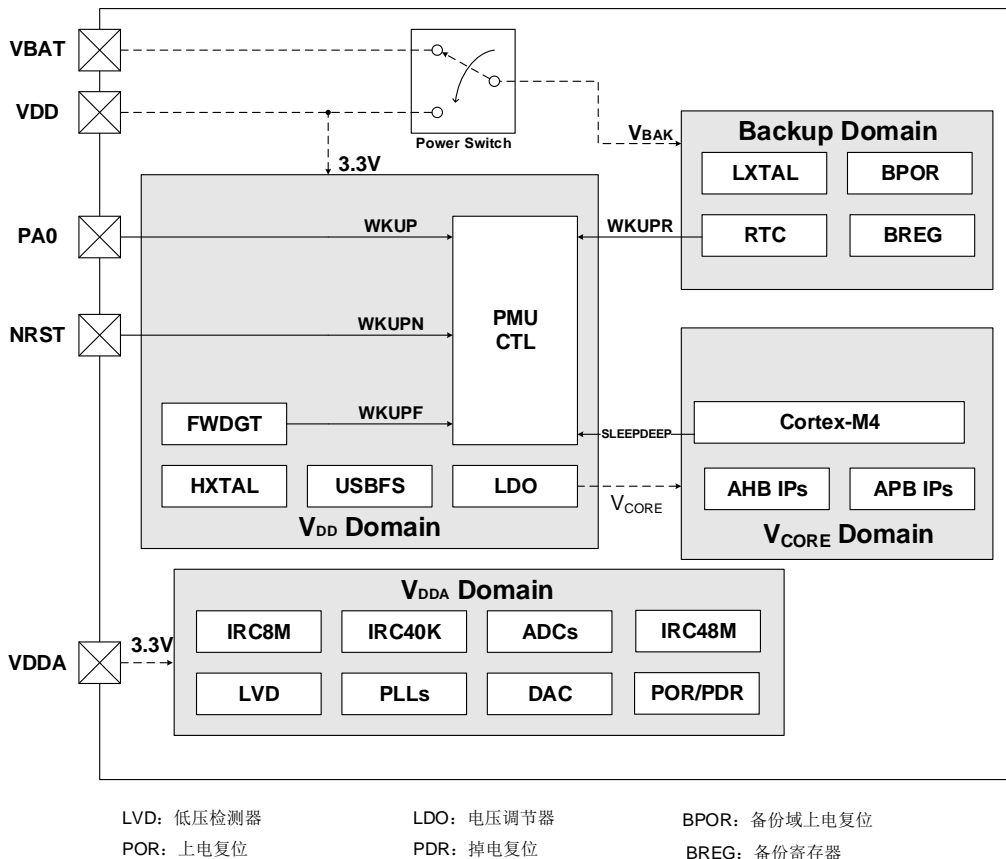 VBAT
VDD
Power Switch
3.3V
VBAK
Backup Domain
LXTAL
BPOR
RTC
BREG
PA0
WKUP
WKUPR
NRST
WKUPN
PMU
CTL
FWDGT
WKUPF
SLEEPDEEP
Cortex-M4
HXTAL
USBFS
LDO
VCORE
AHB IPs
APB IPs
VDD Domain
VCORE Domain
VDDA Domain
VDDA
3.3V
IRC8M
IRC40K
ADCs
IRC48M
LVD
PLLs
DAC
POR/PDR
LVD：低压检测器
LDO：电压调节器
BPOR：备份域上电复位
POR：上电复位
PDR：掉电复位
BREG：备份寄存器